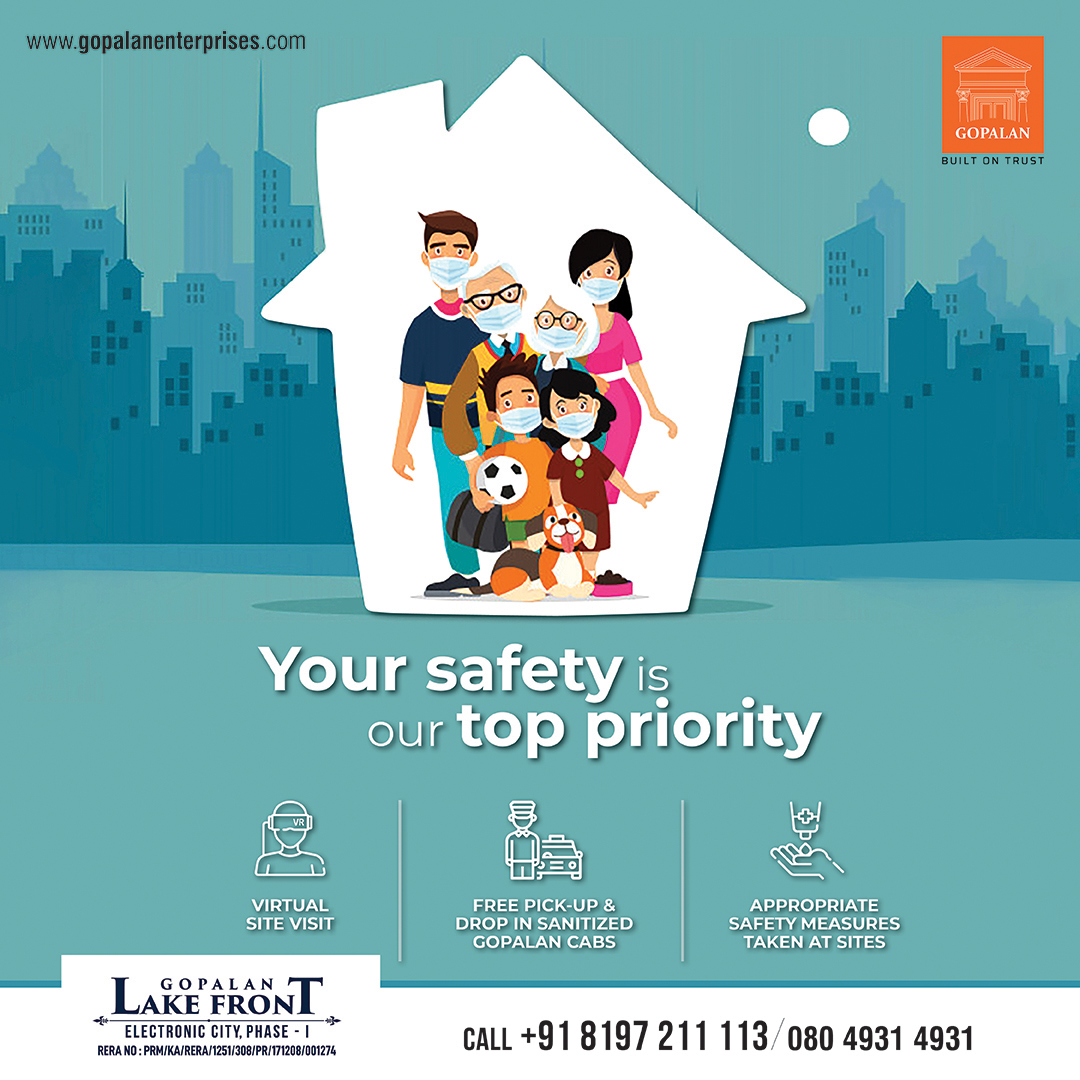 www.gopalanenterprises.com
GOPALAN
BUILT ON TRUST
Your safety is
our top priority
VR
VIRTUAL
SITE VISIT
FREE PICK-UP &
DROP IN SANITIZED
GOPALAN CABS
APPROPRIATE
SAFETY MEASURES
TAKEN AT SITES
GOPALAN
LAKE FRONT
ELECTRONIC CITY, PHASE - I
RERA NO : PRM/KA/RERA/1251/308/PR/171208/001274
CALL +91 8197 211 113 / 080 4931 4931